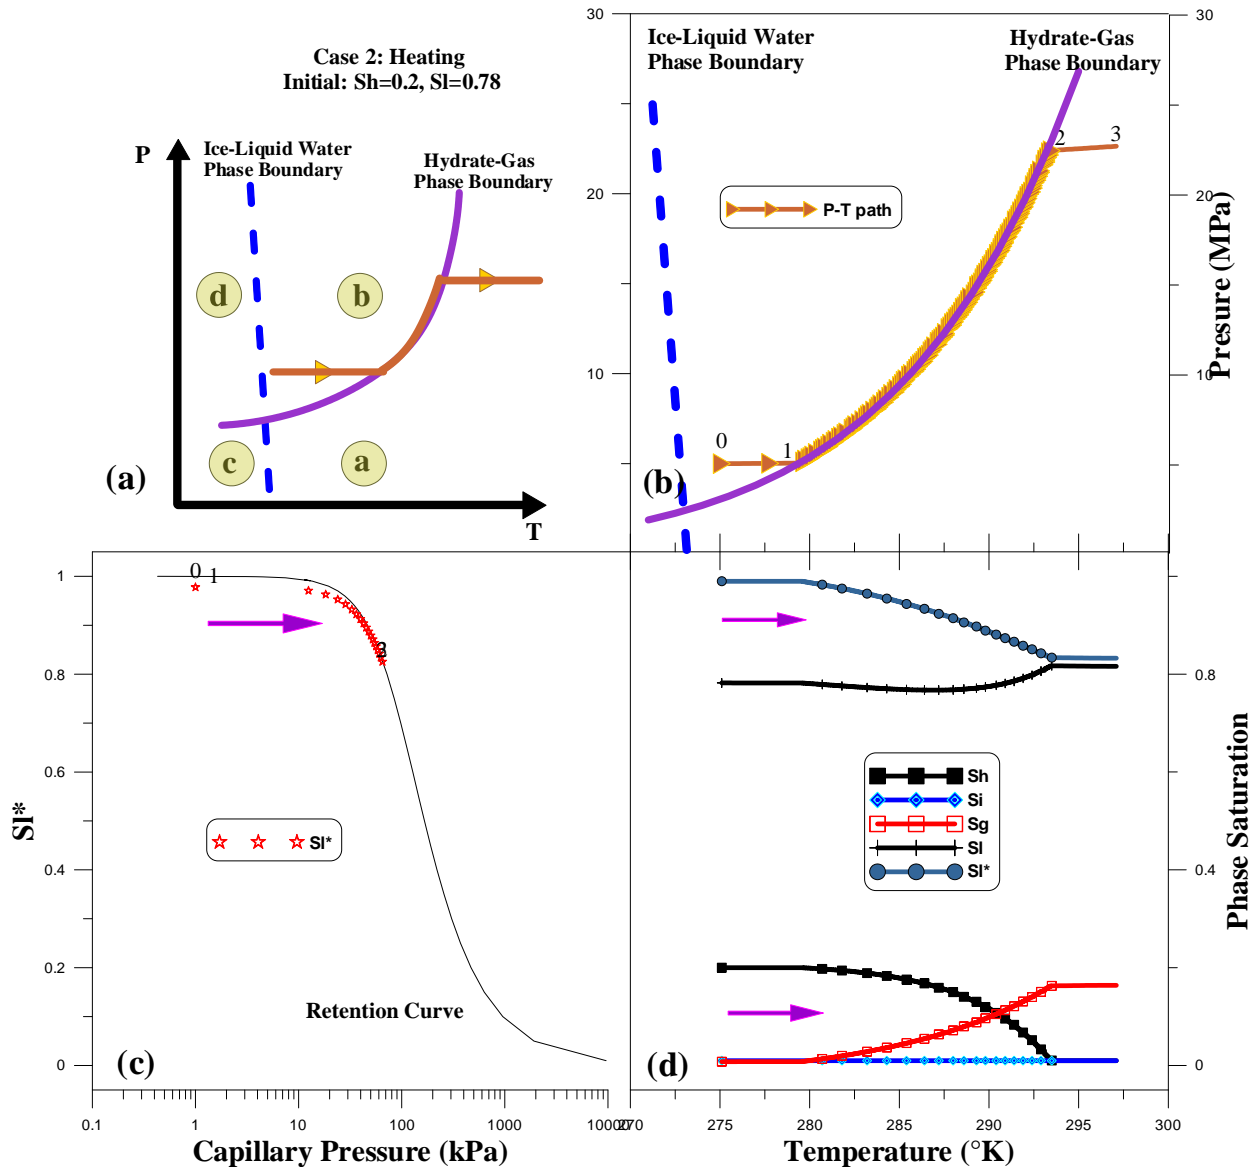 Case 2: Heating
Initial: Sh=0.2, Sl=0.78
P
Ice-Liquid Water
Phase Boundary
Hydrate-Gas
Phase Boundary
d
b
c
a
(a)
T
30
20
10
Ice-Liquid Water
Phase Boundary
Hydrate-Gas
Phase Boundary
P-T path
0
1
2
3
(b)
30
20
10
0
Presure (MPa)
1
0.8
0.6
0.4
0.2
0
Sl*
0 1
Sl*
Retention Curve
(c)
0.1
1
10
100
1000
Capillary Pressure (kPa)
Sh
Si
Sg
Sl
Sl*
(d)
0.8
0.4
0
Phase Saturation
270
275
280
285
290
295
300
Temperature (°K)